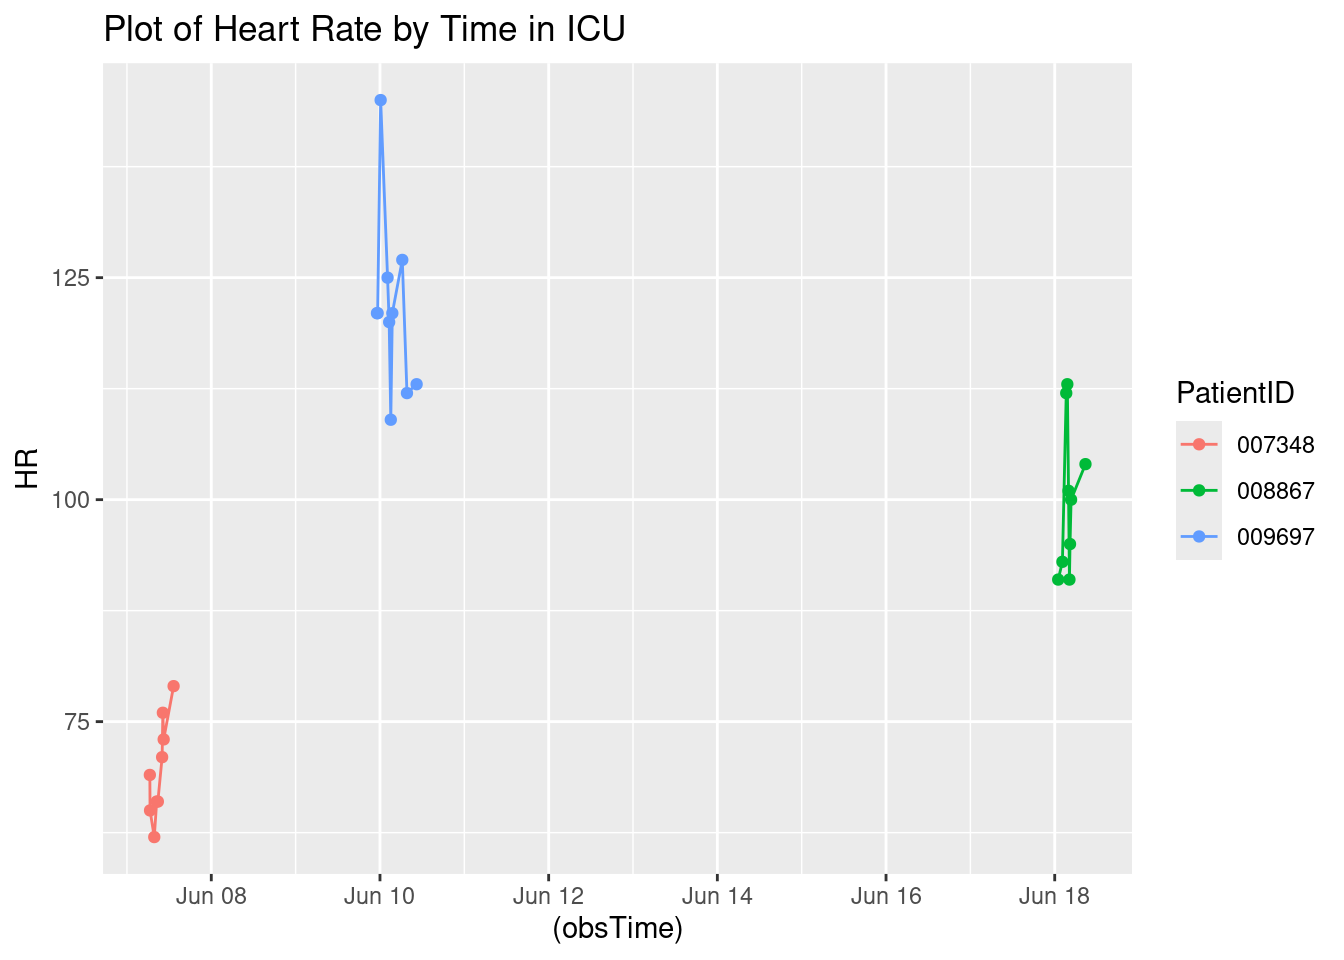 Plot of Heart Rate by Time in ICU
125
100
75
HR
Jun 08 Jun 10 Jun 12 Jun 14 Jun 16 Jun 18
(obsTime)
PatientID
007348
008867
009697